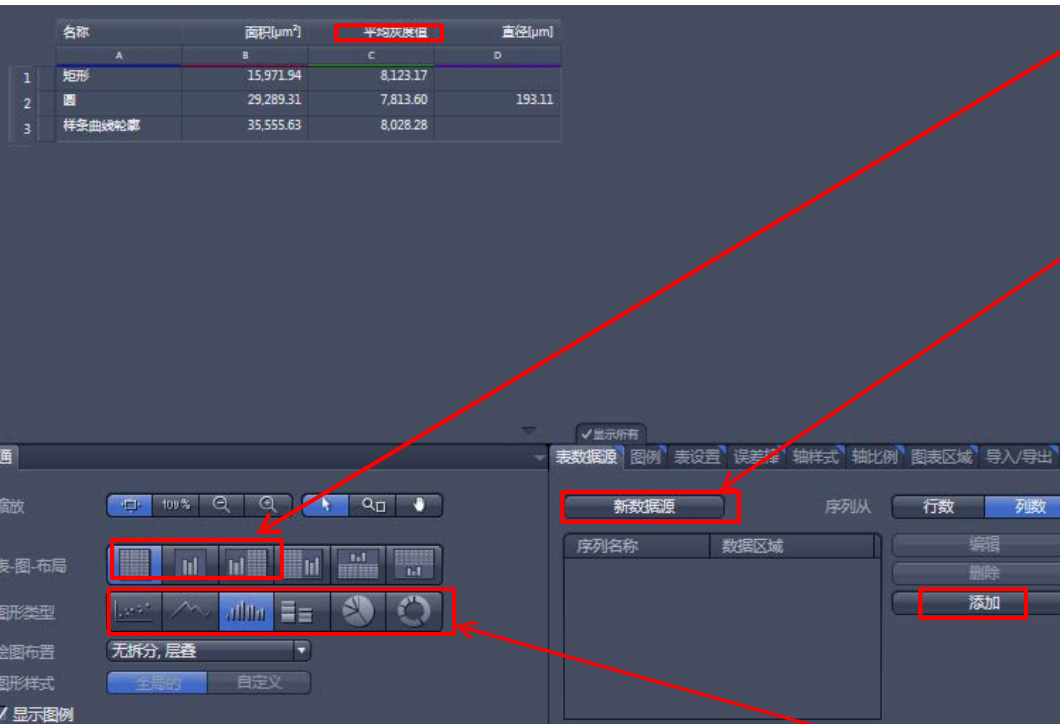 名称 面积[μm²] 平均灰度值 直径[μm]
A B C D
1 矩形 15,971.94 8,123.17
2 圆 29,289.31 7,813.60 193.11
3 样条曲线轮廓 35,555.63 8,028.28
✓显示所有
通 表数据源 图例 表设置 误差棒 轴样式 轴比例 图表区域 导入/导出
缩放 100% 新数据源 序列从 行数 列数
序列名称 数据区域 编辑
表-图-布局 删除
图形类型 添加
绘图布置 无拆分, 层叠
图形样式 全局的 自定义
✓ 显示图例